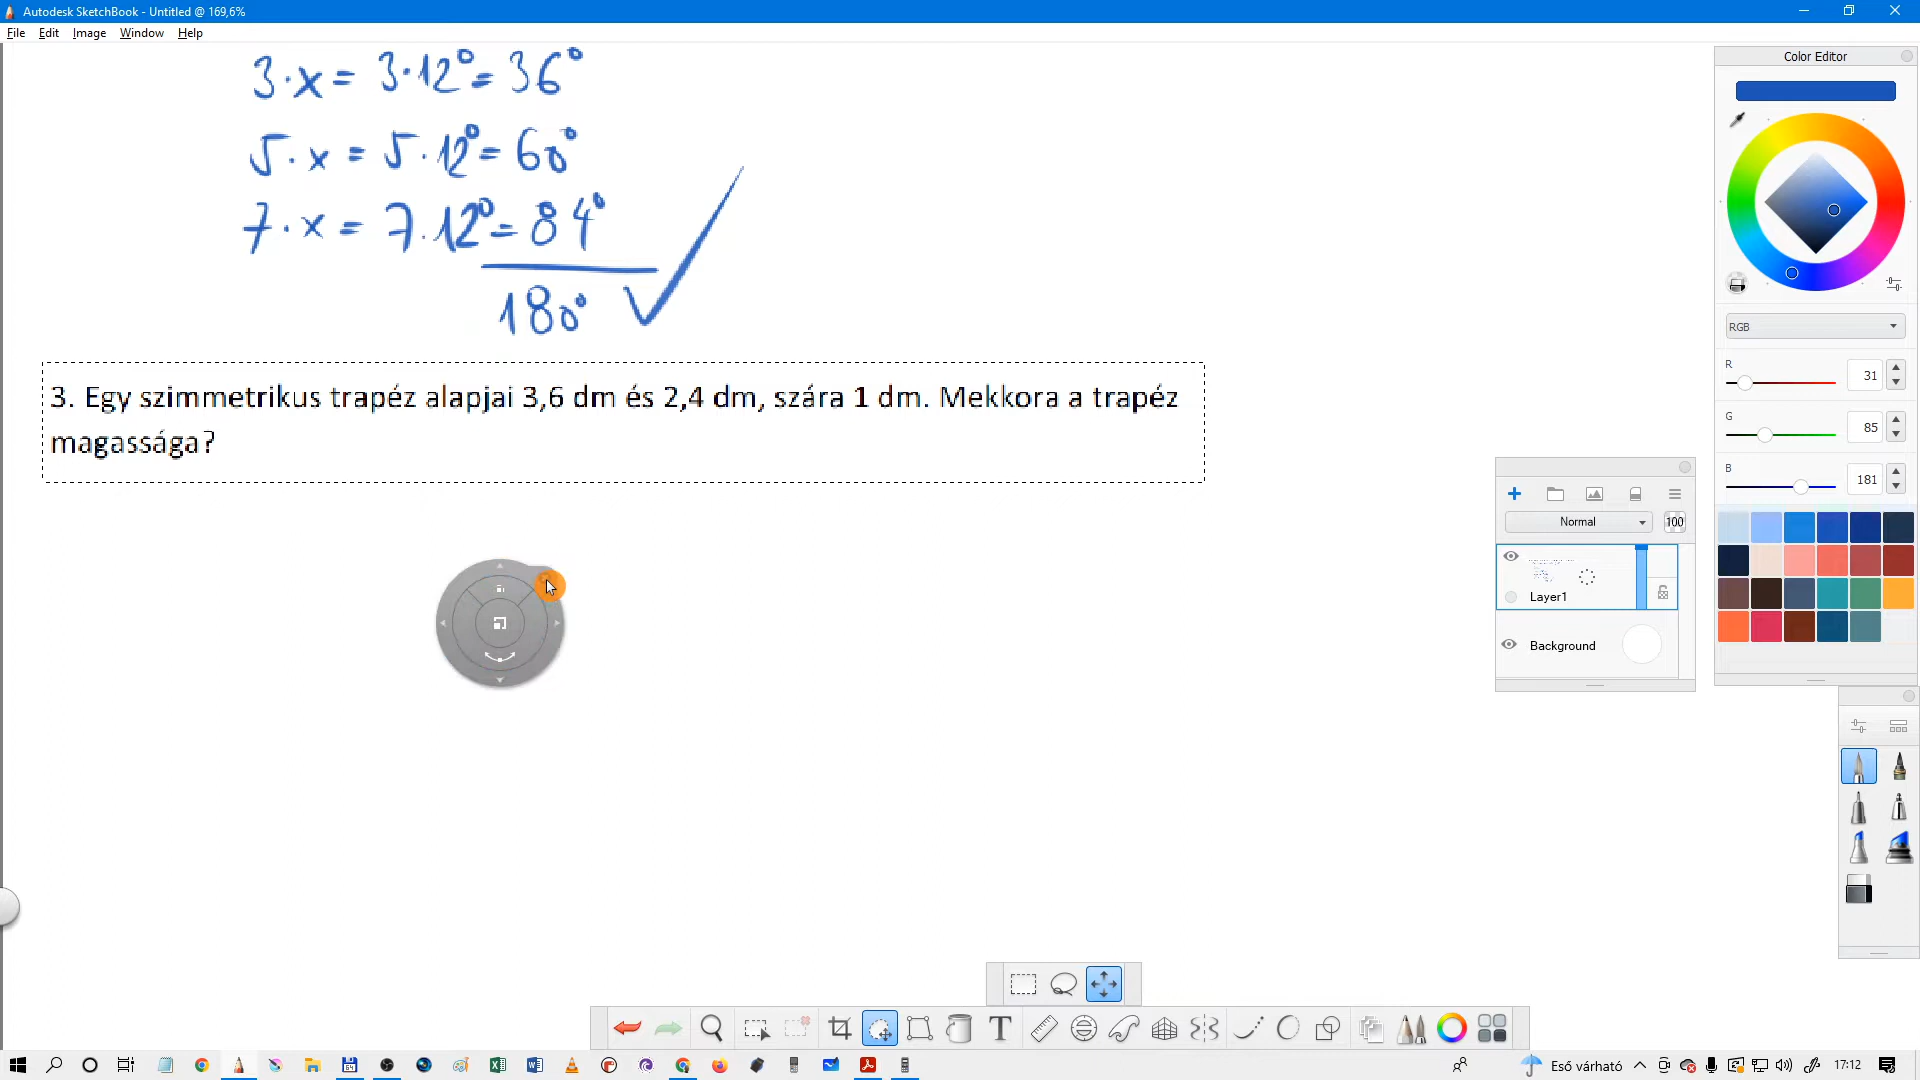 Autodesk SketchBook - Untitled @ 169,6%
File Edit Image Window Help
3·x = 3·12°= 36°
5·x = 5·12°= 60°
7·x = 7·12°= 84°
180°
3. Egy szimmetrikus trapéz alapjai 3,6 dm és 2,4 dm, szára 1 dm. Mekkora a trapéz
magassága?
Color Editor
RGB
R
31
G
85
B
181
Normal
100
Layer1
Background
Eső várható
17:12